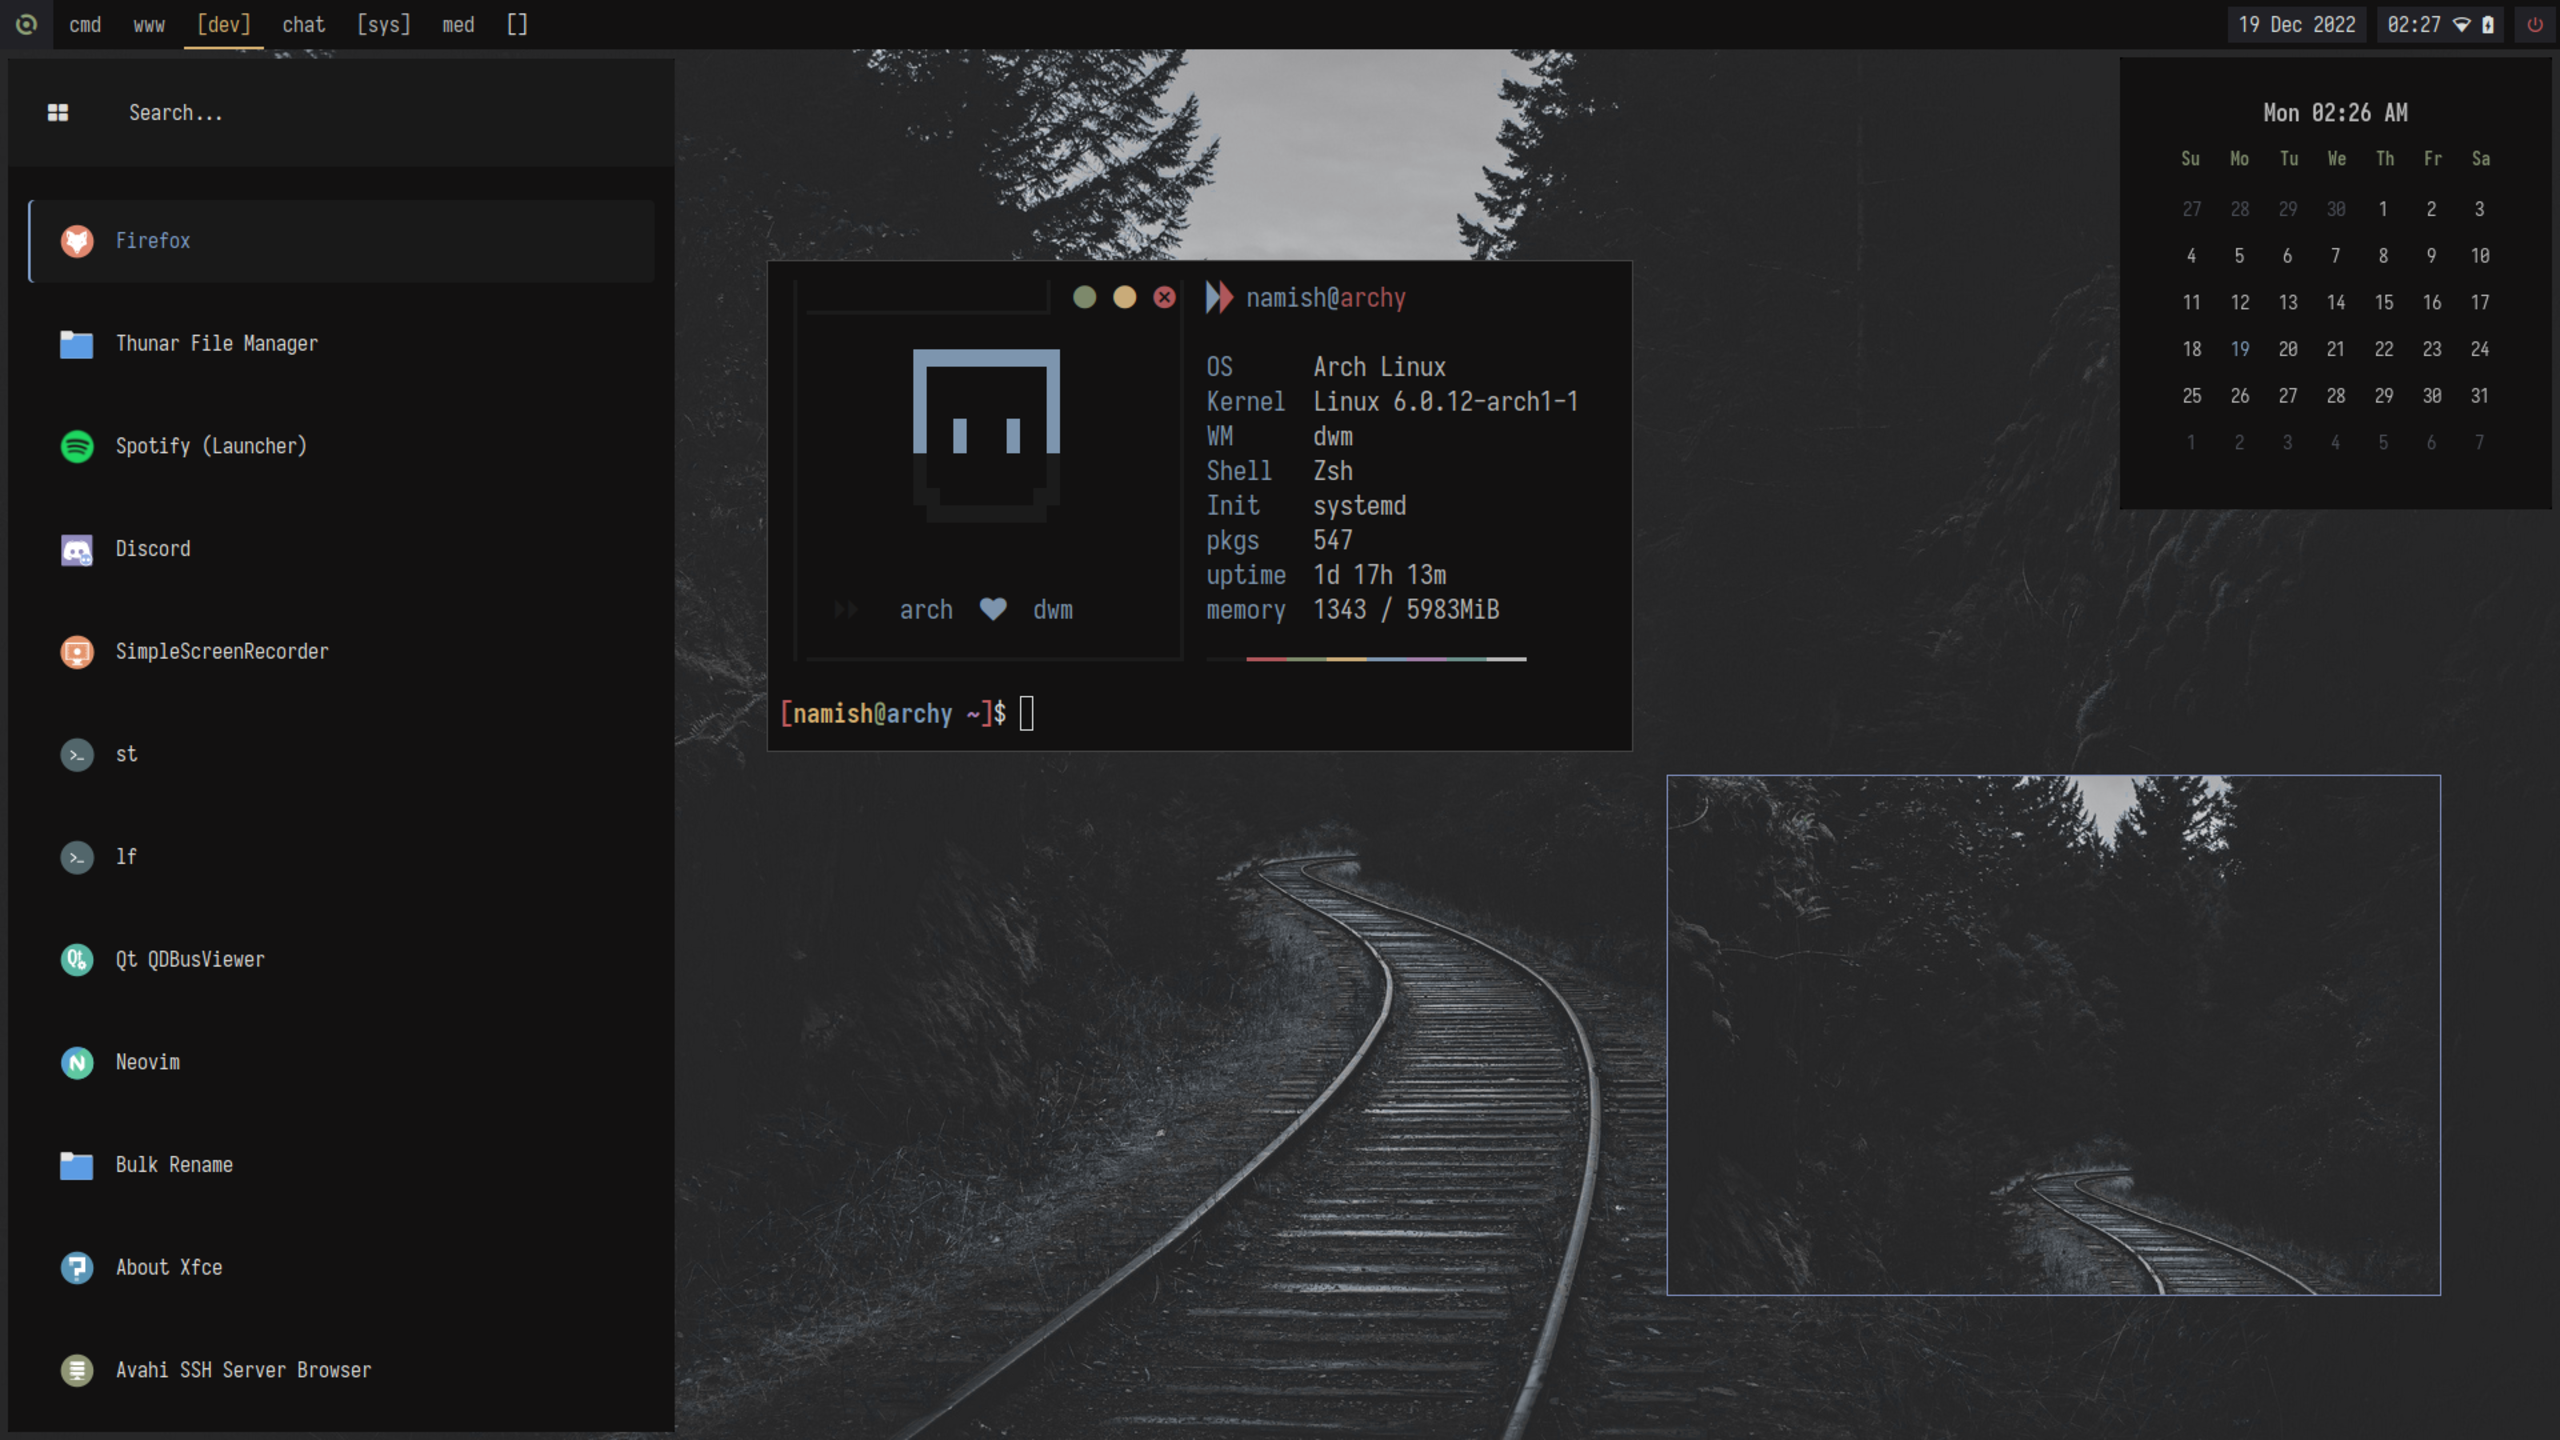 cmd www [dev] chat [sys] med []
19 Dec 2022 02:27
Search...
Firefox
Thunar File Manager
Spotify (Launcher)
Discord
SimpleScreenRecorder
st
lf
Qt QDBusViewer
Neovim
Bulk Rename
About Xfce
Avahi SSH Server Browser
namish@archy
OS Arch Linux
Kernel Linux 6.0.12-arch1-1
WM dwm
Shell Zsh
Init systemd
pkgs 547
uptime 1d 17h 13m
memory 1343 / 5983MiB
arch dwm
[namish@archy ~]$
Mon 02:26 AM
Su Mo Tu We Th Fr Sa
27 28 29 30 1 2 3
4 5 6 7 8 9 10
11 12 13 14 15 16 17
18 19 20 21 22 23 24
25 26 27 28 29 30 31
1 2 3 4 5 6 7